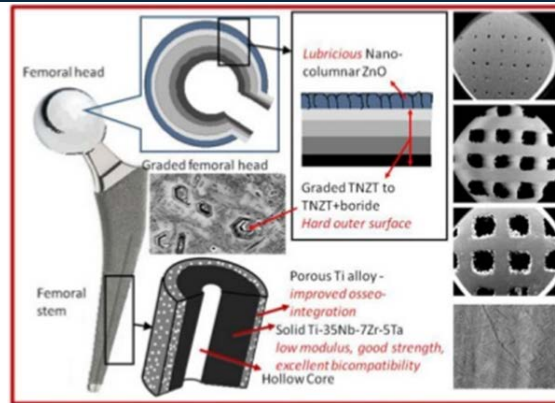 Femoral head
Lubricious Nano-
columnar ZnO
Graded TNZT to
TNZT+boride
Hard outer surface
Graded femoral head
Femoral
stem
Porous Ti alloy -
improved osseo-
integration
Solid Ti-35Nb-7Zr-5Ta
low modulus, good strength,
excellent bicompatibility
Hollow Core